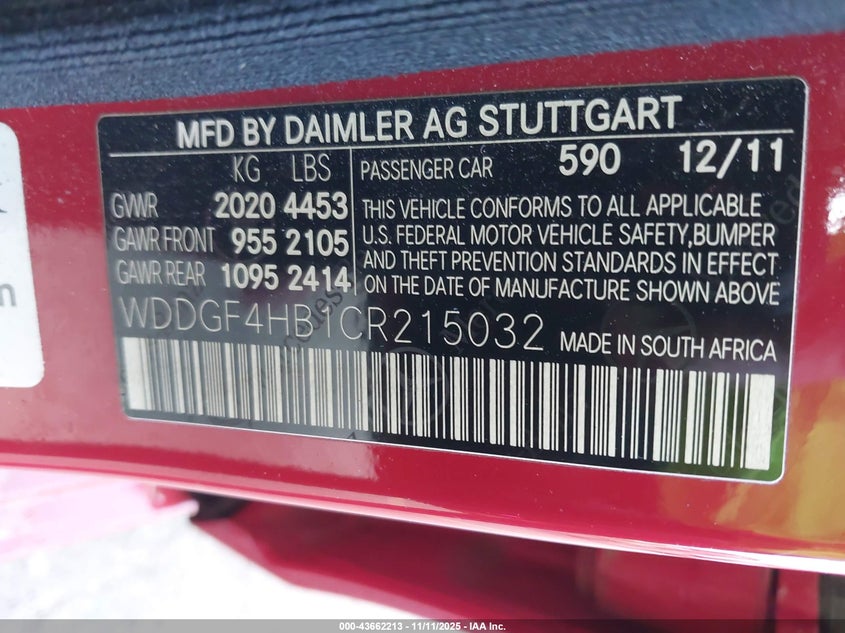 MFD BY DAIMLER AG STUTTGART
KG LBS
GVWR 2020 4453
GAWR FRONT 955 2105
GAWR REAR 1095 2414
PASSENGER CAR 590 12/11
THIS VEHICLE CONFORMS TO ALL APPLICABLE
U.S. FEDERAL MOTOR VEHICLE SAFETY,BUMPER
AND THEFT PREVENTION STANDARDS IN EFFECT
ON THE DATE OF MANUFACTURE SHOWN ABOVE.
WDDGF4HB1CR215032 MADE IN SOUTH AFRICA
000-43662213 - 11/11/2025 - IAA, Inc.